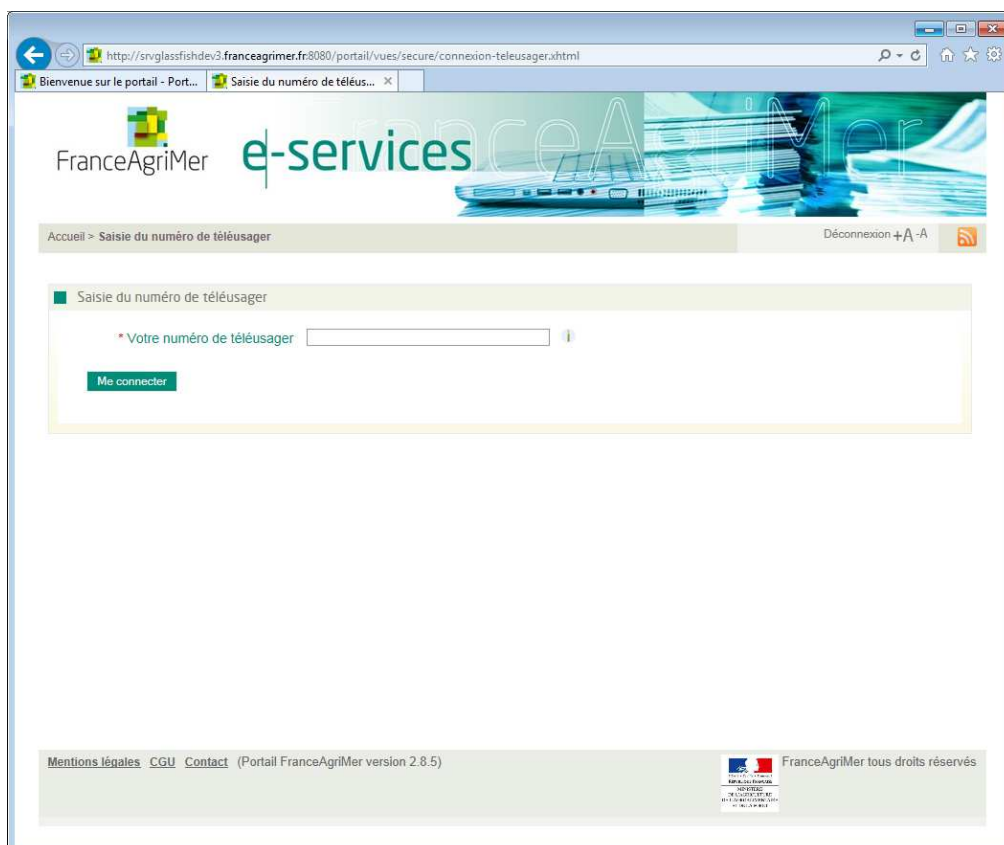 http://srvglassfishdev3.franceagrimer.fr:8080/portail/vues/secure/connexion-teleusager.xhtml
Bienvenue sur le portail - Port...
Saisie du numéro de téléus...
FranceAgriMer
e-services
franceAgriMer
Accueil > Saisie du numéro de téléusager
Déconnexion +A -A
Saisie du numéro de téléusager
* Votre numéro de téléusager
i
Me connecter
Mentions légales CGU Contact (Portail FranceAgriMer version 2.8.5)
FranceAgriMer tous droits réservés